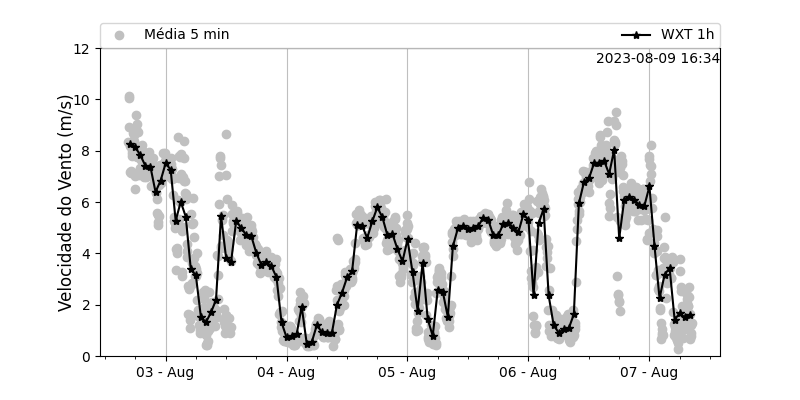 Média 5 min
WXT 1h
2023-08-09 16:34
Velocidade do Vento (m/s)
12
10
8
6
4
2
0
03 - Aug
04 - Aug
05 - Aug
06 - Aug
07 - Aug